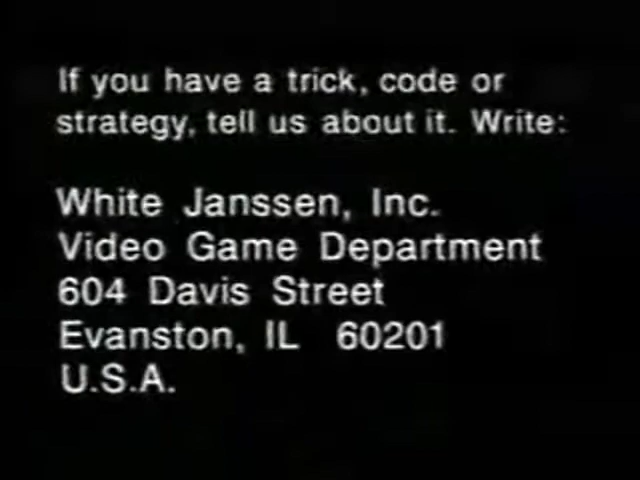 If you have a trick, code or
strategy, tell us about it. Write:
White Janssen, Inc.
Video Game Department
604 Davis Street
Evanston, IL 60201
U.S.A.